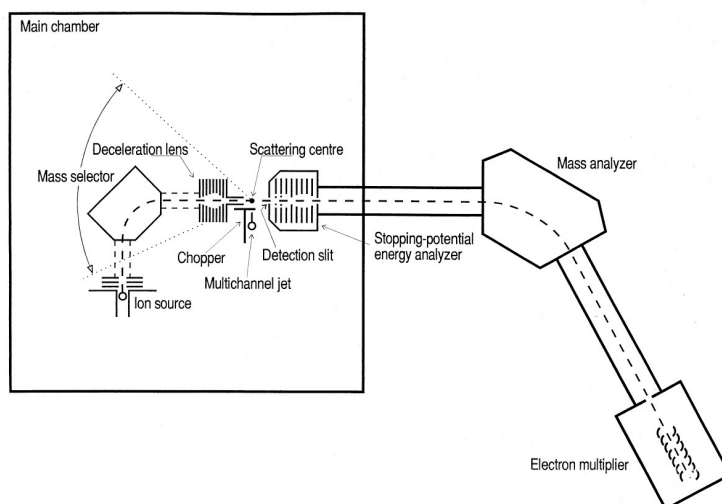 Main chamber
Deceleration lens
Scattering centre
Mass selector
Mass analyzer
Chopper
Detection slit
Stopping-potential
energy analyzer
Multichannel jet
Ion source
Electron multiplier